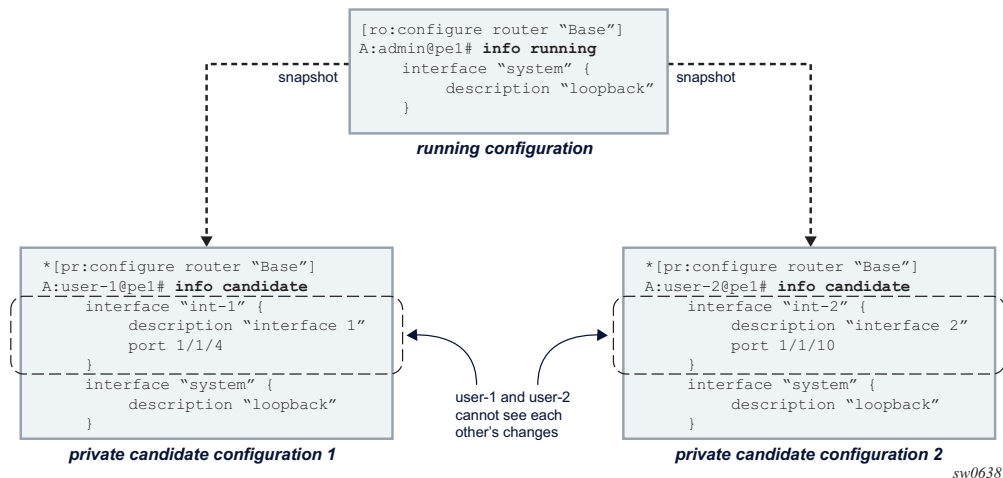 [ro:configure router “Base”]
A:admin@pe1# info running
interface “system” {
description “loopback”
}
snapshot
snapshot
running configuration
*[pr:configure router “Base”]
A:user-1@pe1# info candidate
interface “int-1” {
description “interface 1”
port 1/1/4
}
interface “system” {
description “loopback”
}
private candidate configuration 1
user-1 and user-2
cannot see each
other’s changes
*[pr:configure router “Base”]
A:user-2@pe1# info candidate
interface “int-2” {
description “interface 2”
port 1/1/10
}
interface “system” {
description “loopback”
}
private candidate configuration 2
sw0638